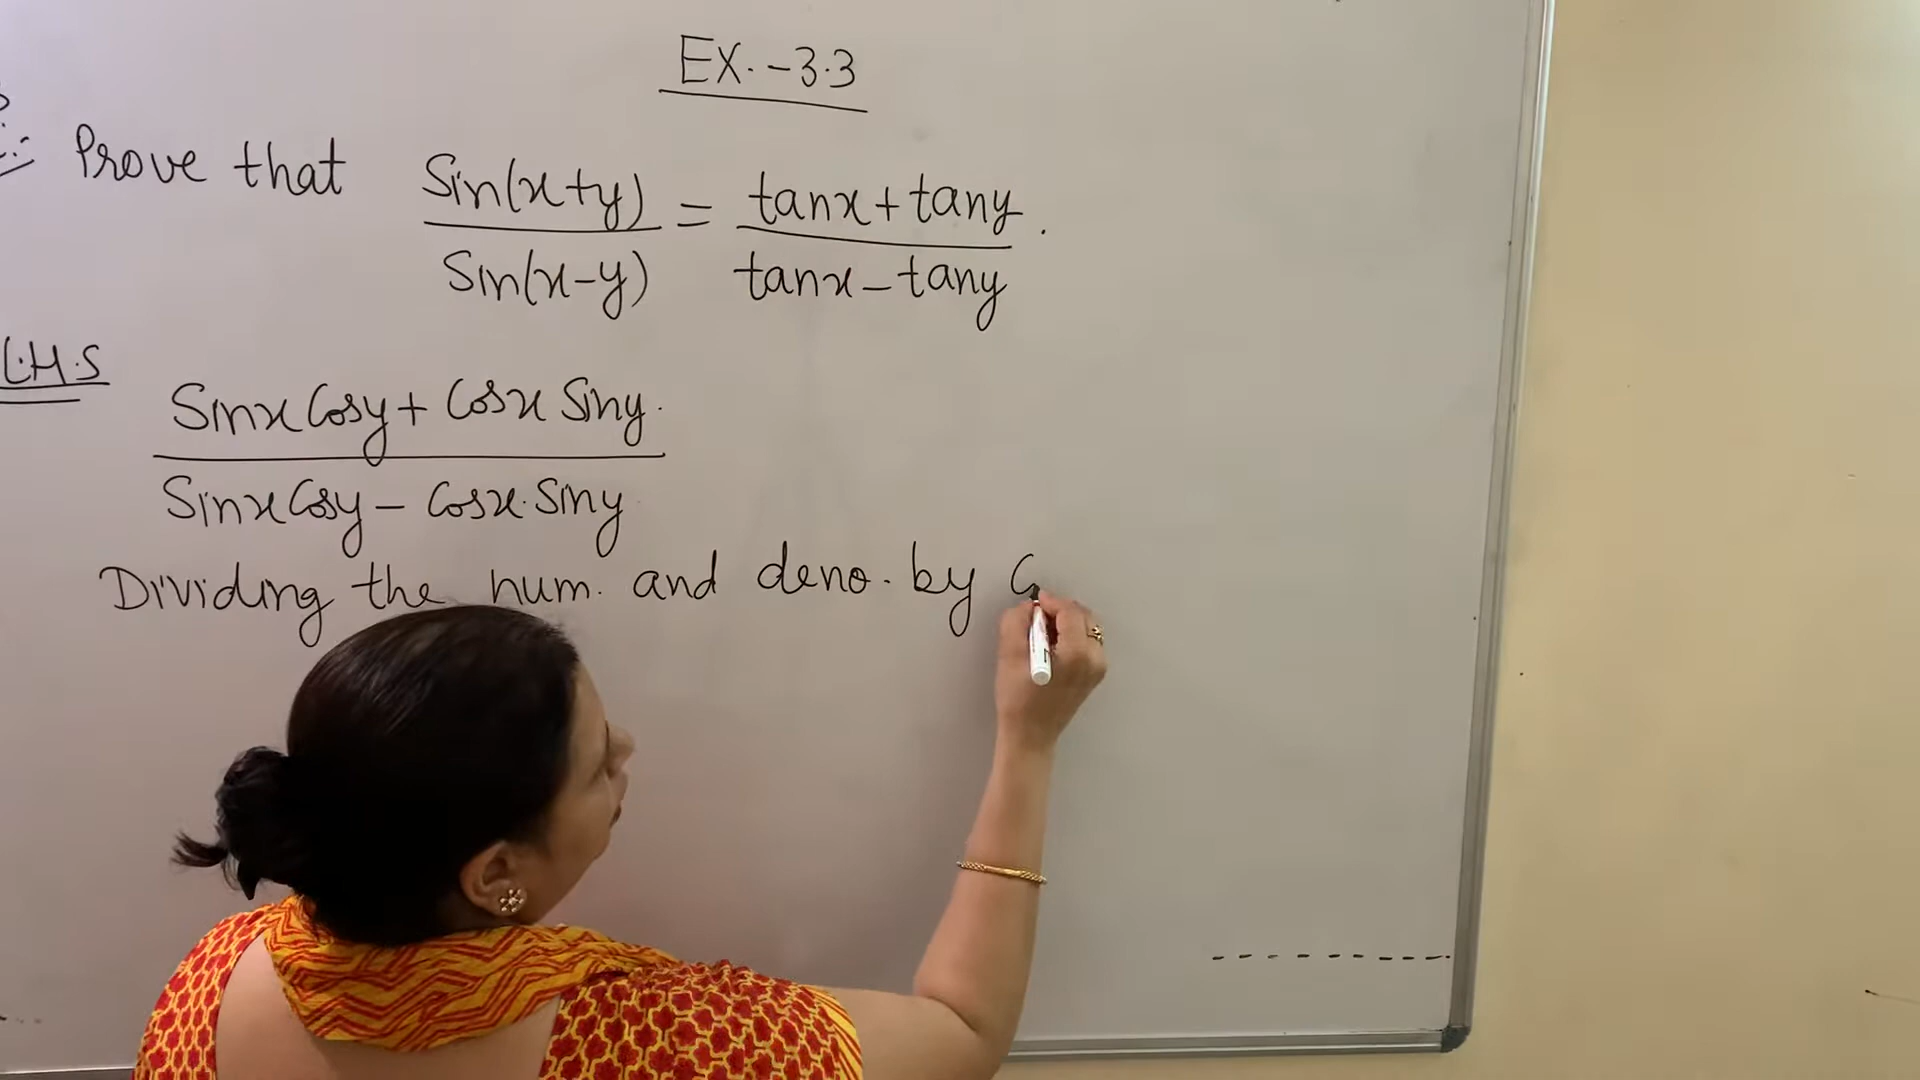 EX.-3.3
Prove that Sin(x+y)/Sin(x-y) = tanx+tany/tanx-tany.
L.H.S
Sinx Cosy + Cosx Siny.
Sinx Cosy - Cosx. Siny
Dividing the num. and deno. by C